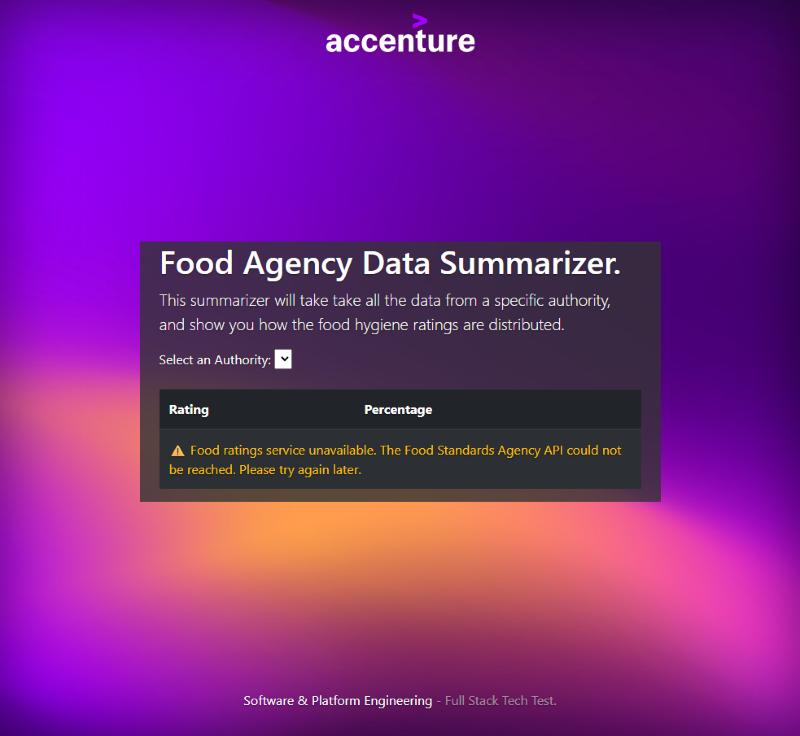 accenture
Food Agency Data Summarizer.
This summarizer will take take all the data from a specific authority,
and show you how the food hygiene ratings are distributed.
Select an Authority:
Rating Percentage
⚠ Food ratings service unavailable. The Food Standards Agency API could not
be reached. Please try again later.
Software & Platform Engineering - Full Stack Tech Test.